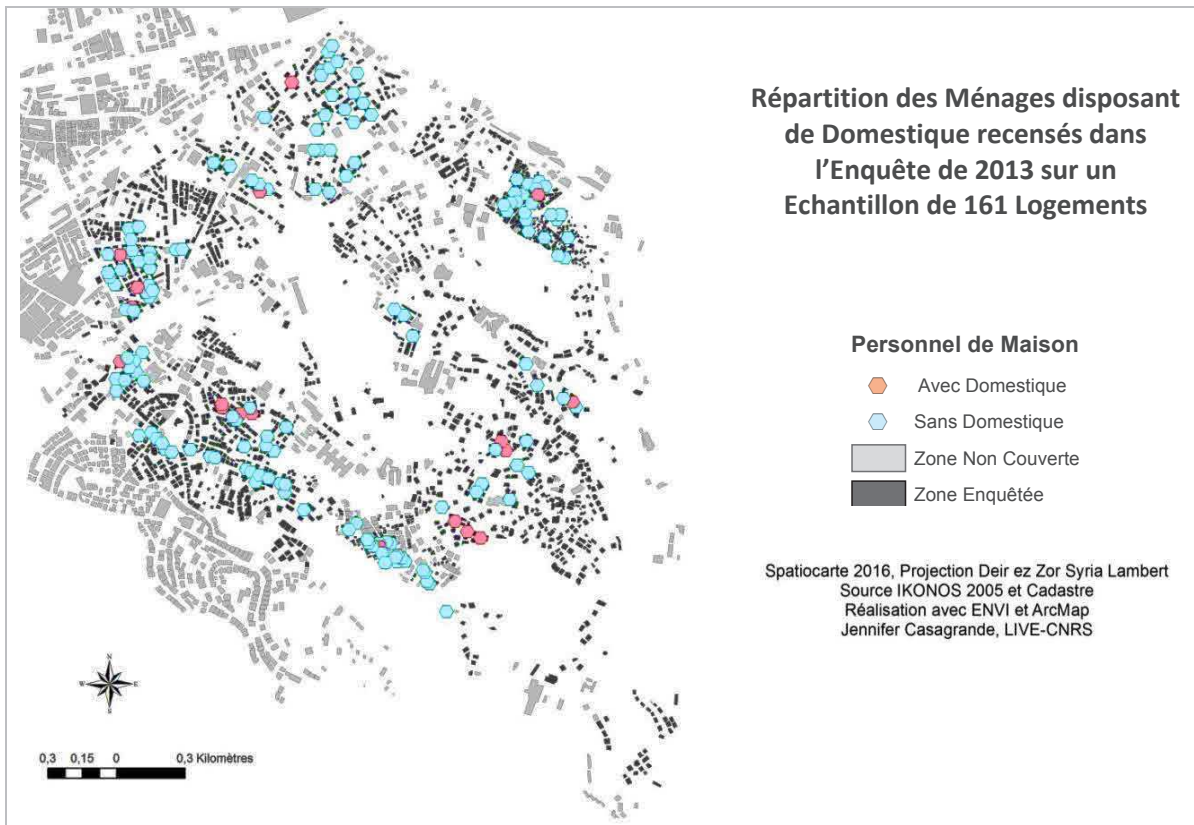 Répartition des Ménages disposant
de Domestique recensés dans
l'Enquête de 2013 sur un
Echantillon de 161 Logements
Personnel de Maison
Avec Domestique
Sans Domestique
Zone Non Couverte
Zone Enquêtée
Spatiocarte 2016, Projection Deir ez Zor Syria Lambert
Source IKONOS 2005 et Cadastre
Réalisation avec ENVI et ArcMap
Jennifer Casagrande, LIVE-CNRS
N
W E
S
0,3 0,15 0 0,3 Kilomètres